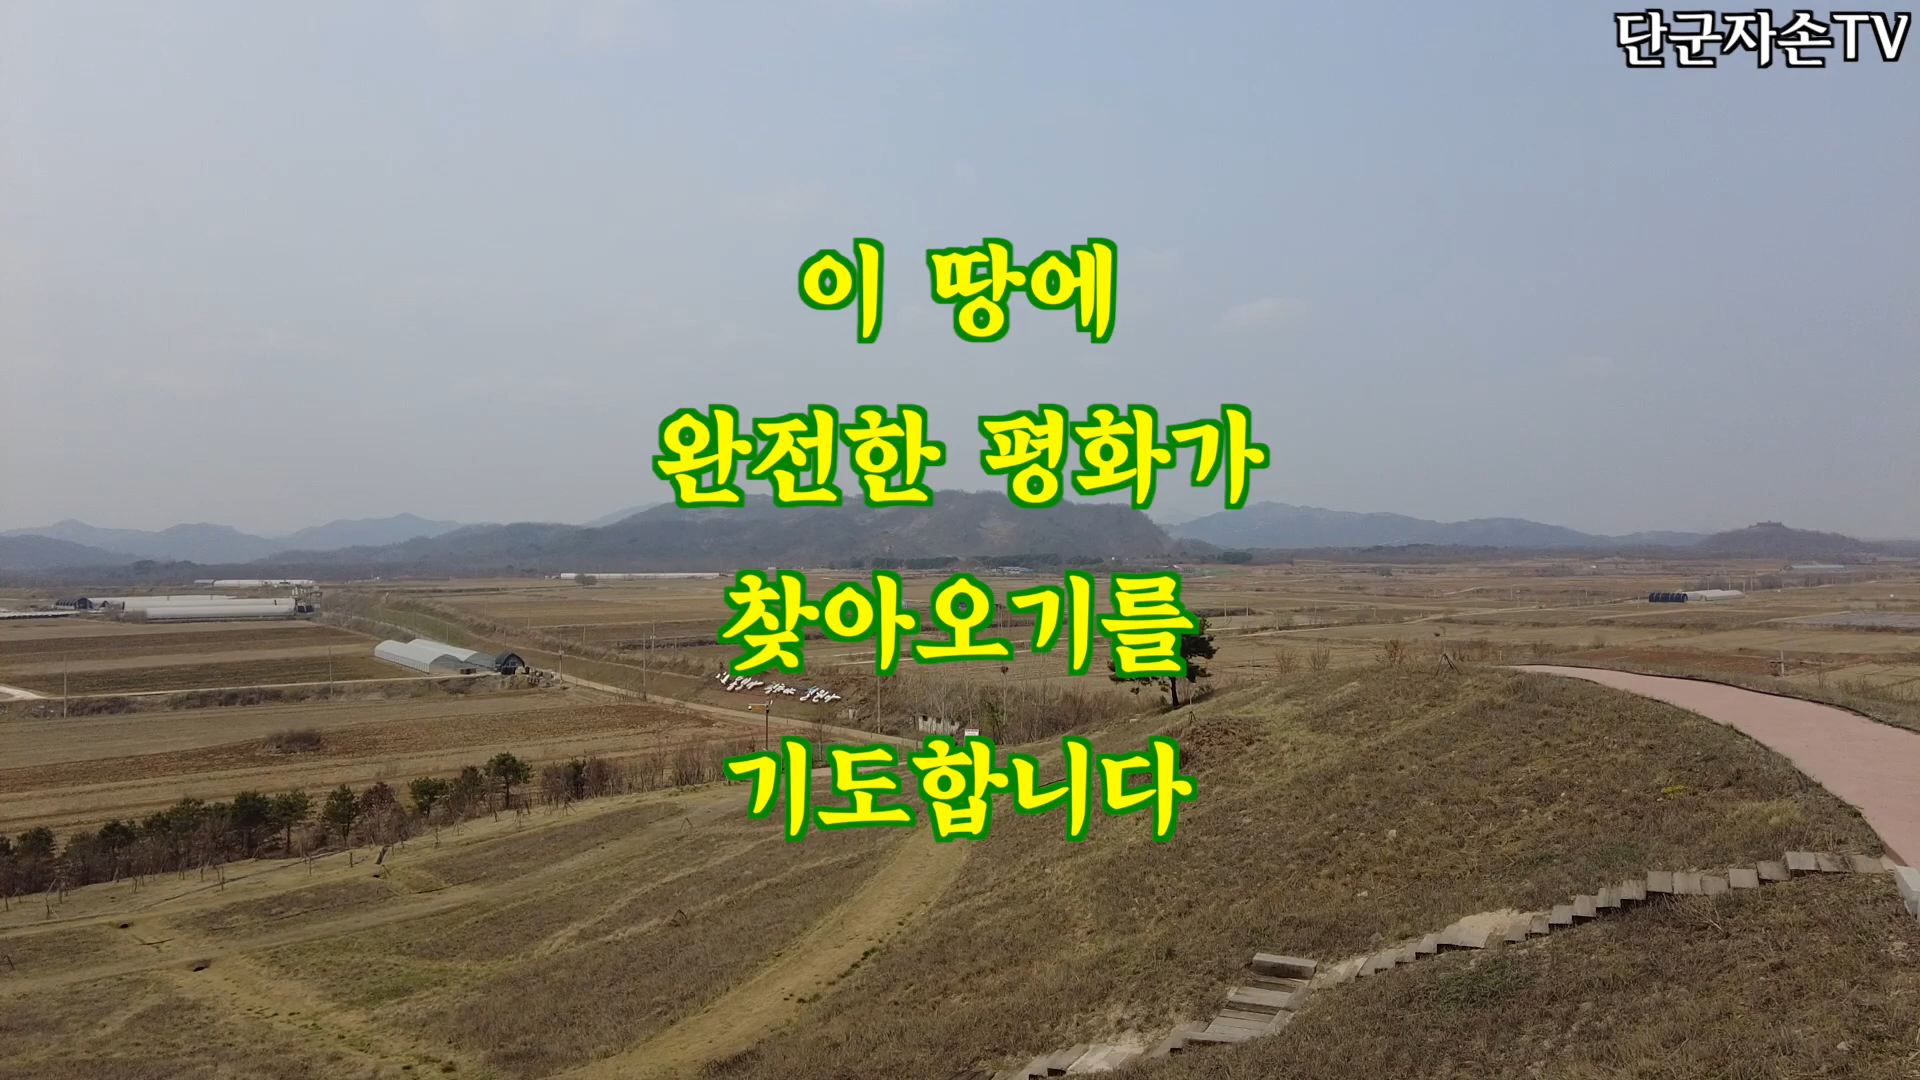 단군자손TV
이 땅에
완전한 평화가
찾아오기를
기도합니다